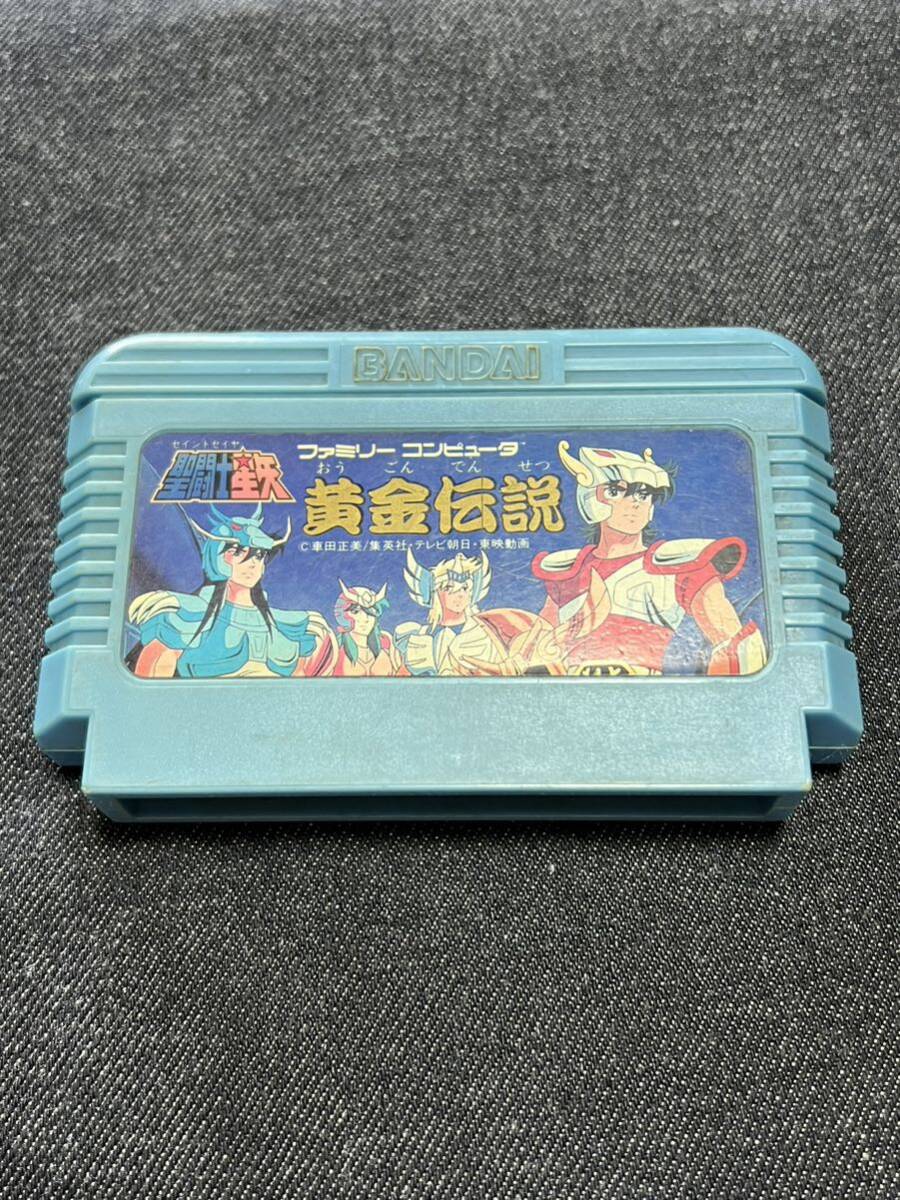 BANDAI
セイントセイヤ
聖闘士星矢
ファミリー コンピュータ
おう ごん でん せつ
黄金伝説
©車田正美/集英社・テレビ朝日・東映動画